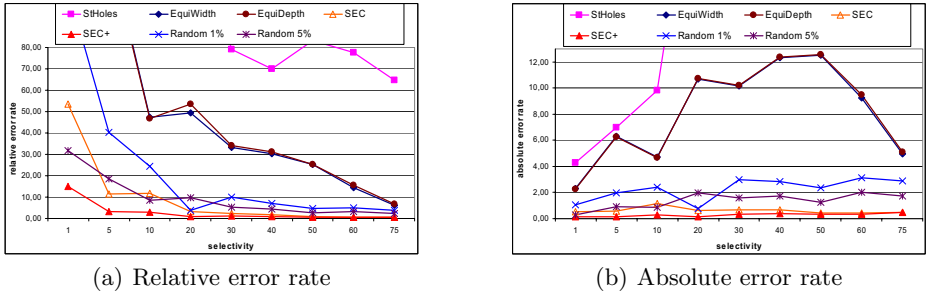 StHoles EquiWidth EquiDepth SEC
SEC+ Random 1% Random 5%
relative error rate
80,00
70,00
60,00
50,00
40,00
30,00
20,00
10,00
0,00
1 5 10 20 30 40 50 60 75
selectivity
(a) Relative error rate
StHoles EquiWidth EquiDepth SEC
SEC+ Random 1% Random 5%
absolute error rate
12,00
10,00
8,00
6,00
4,00
2,00
0,00
1 5 10 20 30 40 50 60 75
selectivity
(b) Absolute error rate